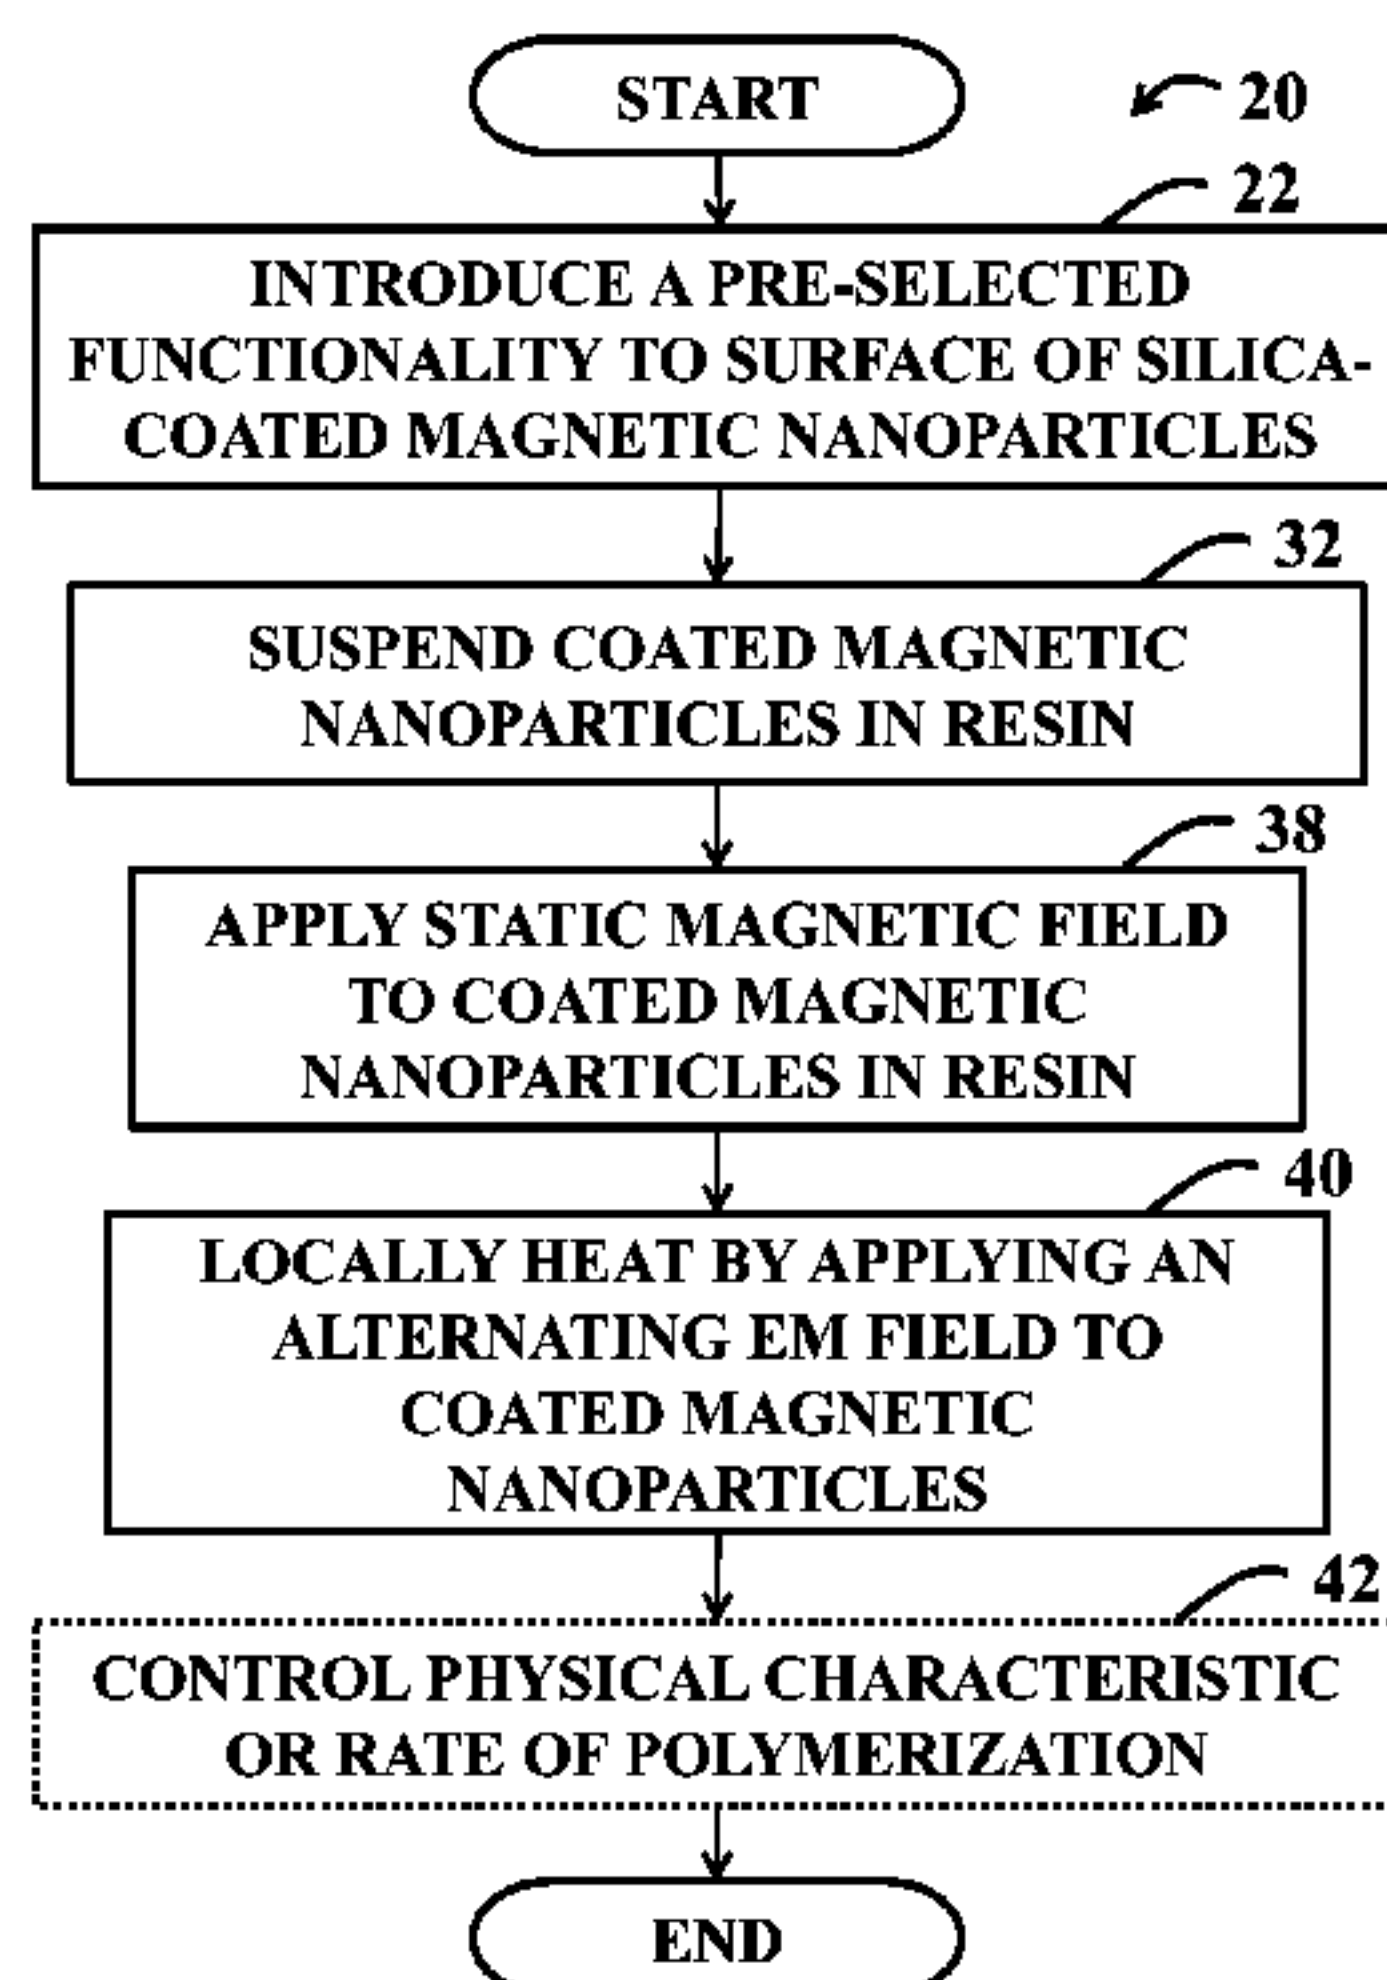 START
20
22
INTRODUCE A PRE-SELECTED
FUNCTIONALITY TO SURFACE OF SILICA-
COATED MAGNETIC NANOPARTICLES
32
SUSPEND COATED MAGNETIC
NANOPARTICLES IN RESIN
38
APPLY STATIC MAGNETIC FIELD
TO COATED MAGNETIC
NANOPARTICLES IN RESIN
40
LOCALLY HEAT BY APPLYING AN
ALTERNATING EM FIELD TO
COATED MAGNETIC
NANOPARTICLES
42
CONTROL PHYSICAL CHARACTERISTIC
OR RATE OF POLYMERIZATION
END